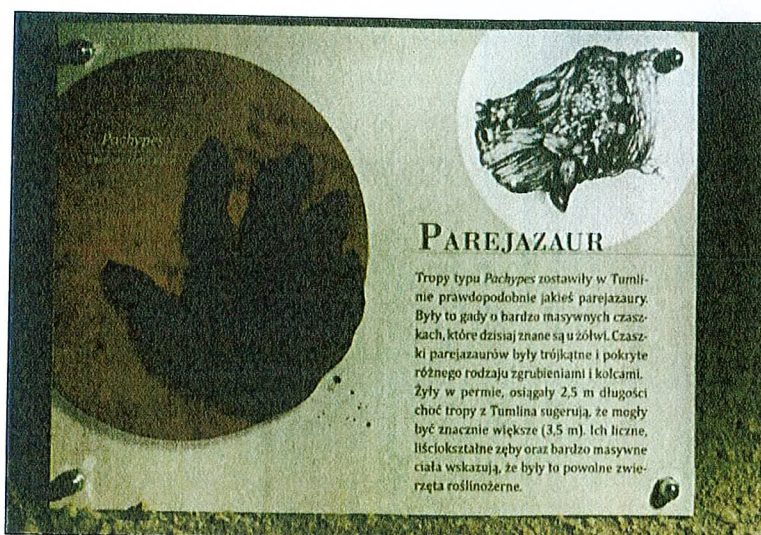 Pachypes
PAREJAZAUR
Tropy typu Pachypes zostawiły w Tumli-
nie prawdopodobnie jakieś parejazaury.
Były to gady o bardzo masywnych czasz-
kach, które dzisiaj znane są u żółwi. Czasz-
ki parejazaurów były trójkątne i pokryte
różnego rodzaju zgrubieniami i kolcami.
Żyły w permie, osiągały 2,5 m długości
choć tropy z Tumlina sugerują, że mogły
być znacznie większe (3,5 m). Ich liczne,
liściokształtne zęby oraz bardzo masywne
ciała wskazują, że były to powolne zwie-
rzęta roślinożerne.